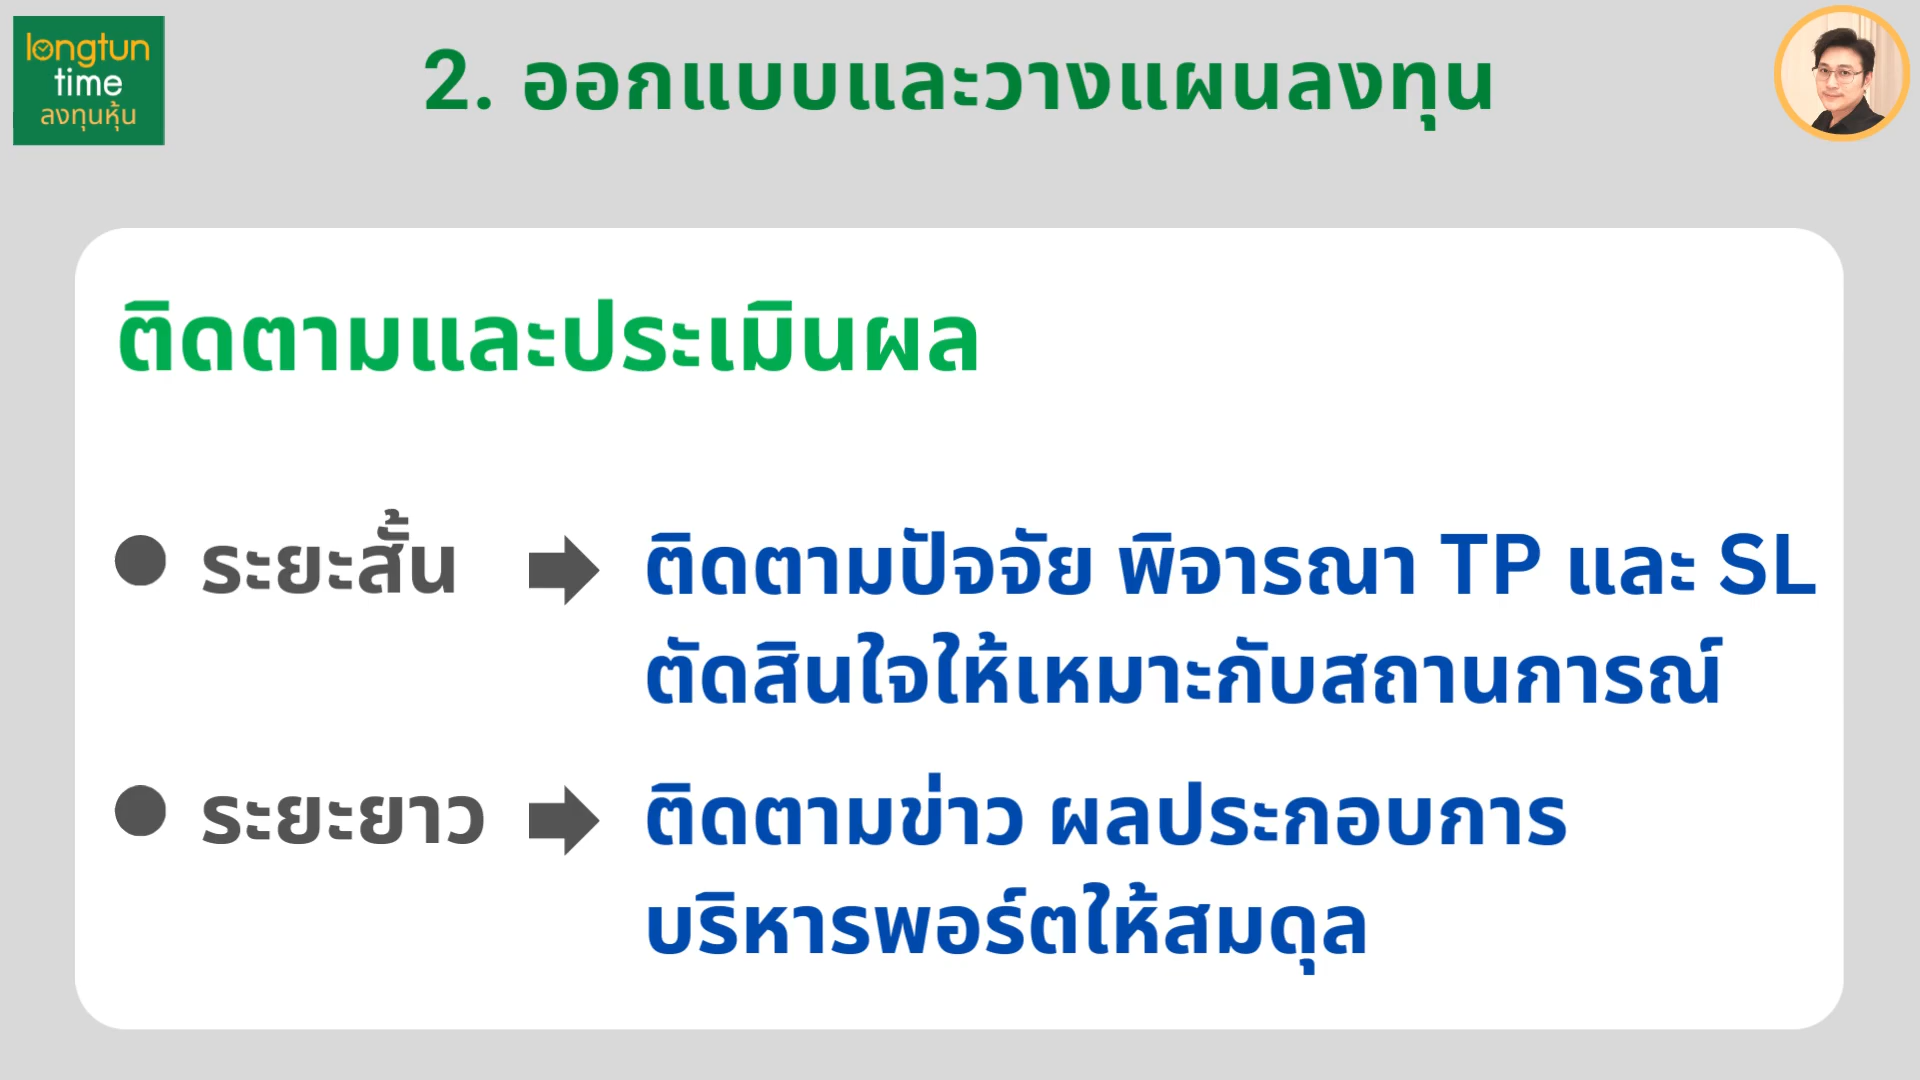 longtun
time
ลงทุนหุ้น
2. ออกแบบและวางแผนลงทุน
ติดตามและประเมินผล
ระยะสั้น ติดตามปัจจัย พิจารณา TP และ SL
ตัดสินใจให้เหมาะกับสถานการณ์
ระยะยาว ติดตามข่าว ผลประกอบการ
บริหารพอร์ตให้สมดุล